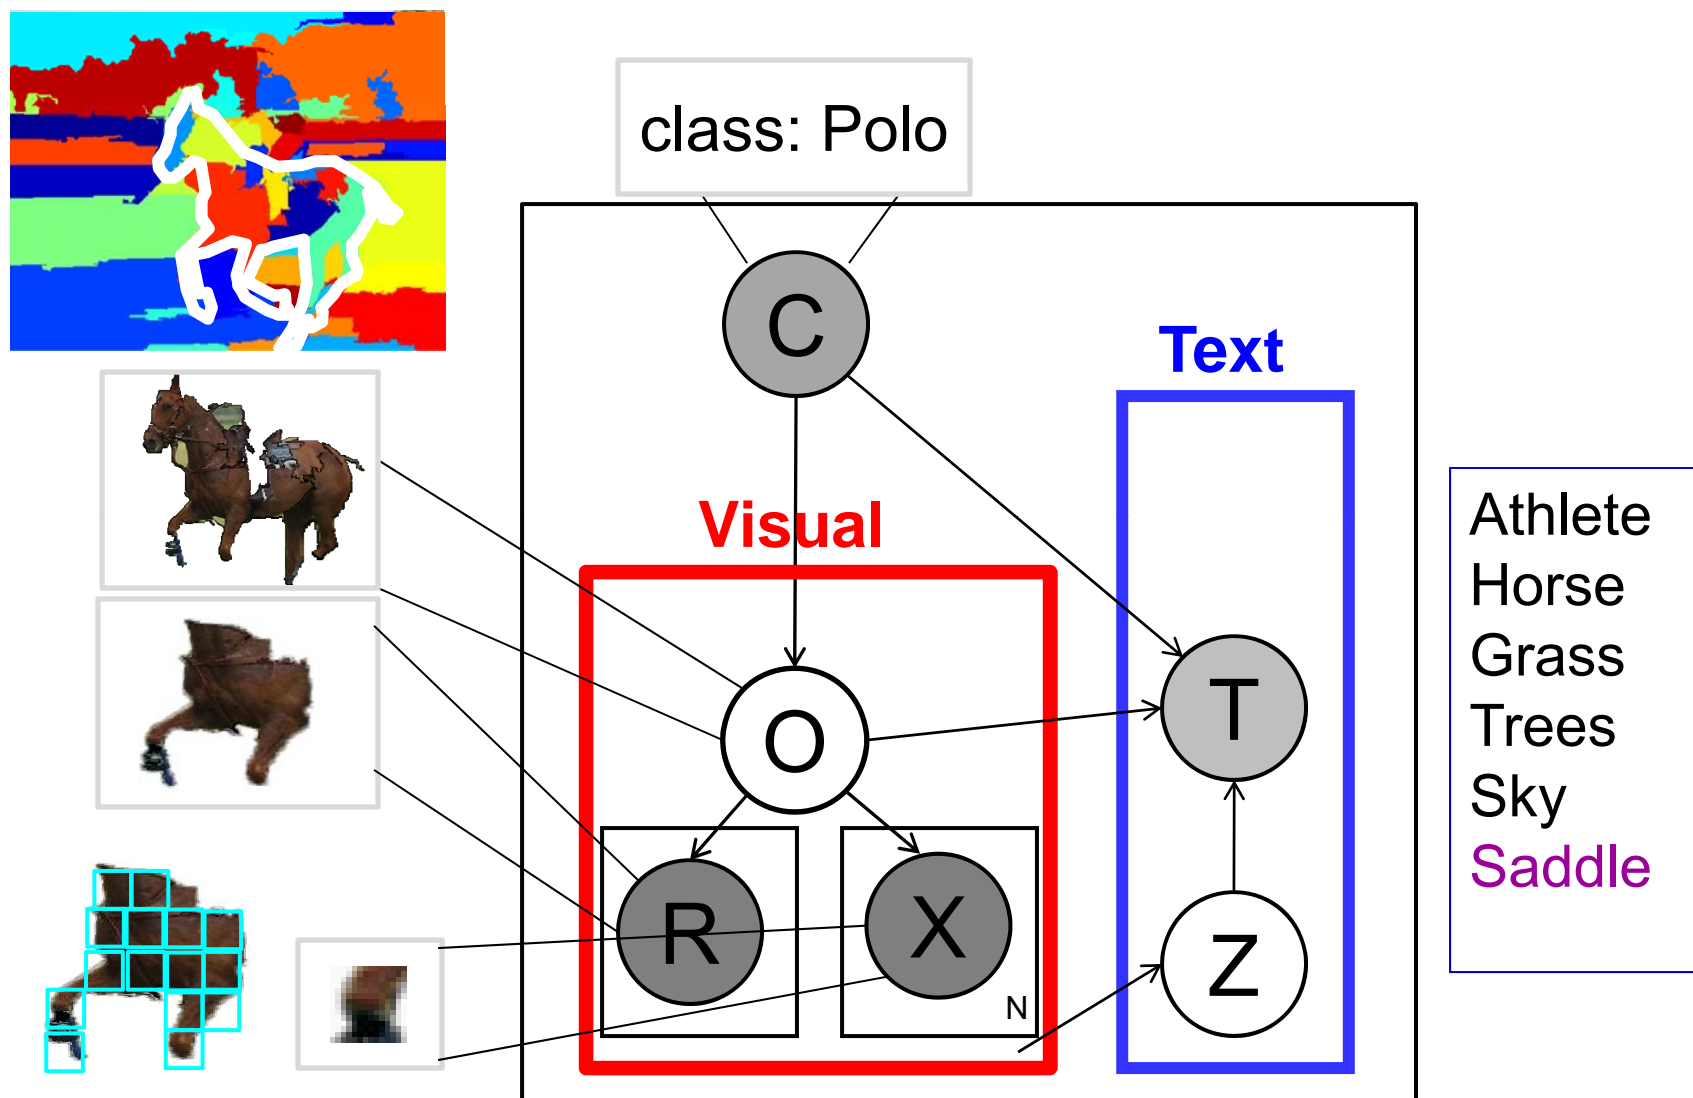 class: Polo
C
Text
Visual
Athlete
Horse
Grass
Trees
Sky
Saddle
O
T
R
X
Z
N